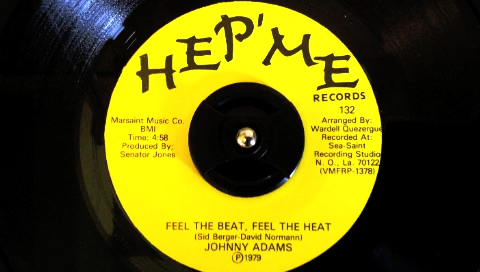 HEP' ME
RECORDS
132
Marsaint Music Co.
BMI
Time: 4:58
Produced By:
Senator Jones
Arranged By:
Wardell Quezergue
Recorded At:
Sea-Saint
Recording Studio
N. O., La. 70122
(VMFRP-1378)
FEEL THE BEAT, FEEL THE HEAT
(Sid Berger-David Normann)
JOHNNY ADAMS
Ⓟ1979